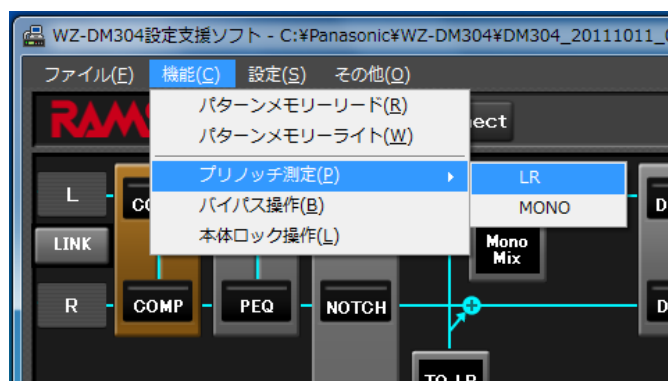 WZ-DM304設定支援ソフト - C:¥Panasonic¥WZ-DM304¥DM304_20111011_
ファイル(F) 機能(C) 設定(S) その他(O)
パターンメモリーリード(R)
パターンメモリーライト(W)
プリノッチ測定(P)
LR
バイパス操作(B)
MONO
本体ロック操作(L)
L
LINK
Mono
Mix
R
COMP
PEQ
NOTCH
TO LR